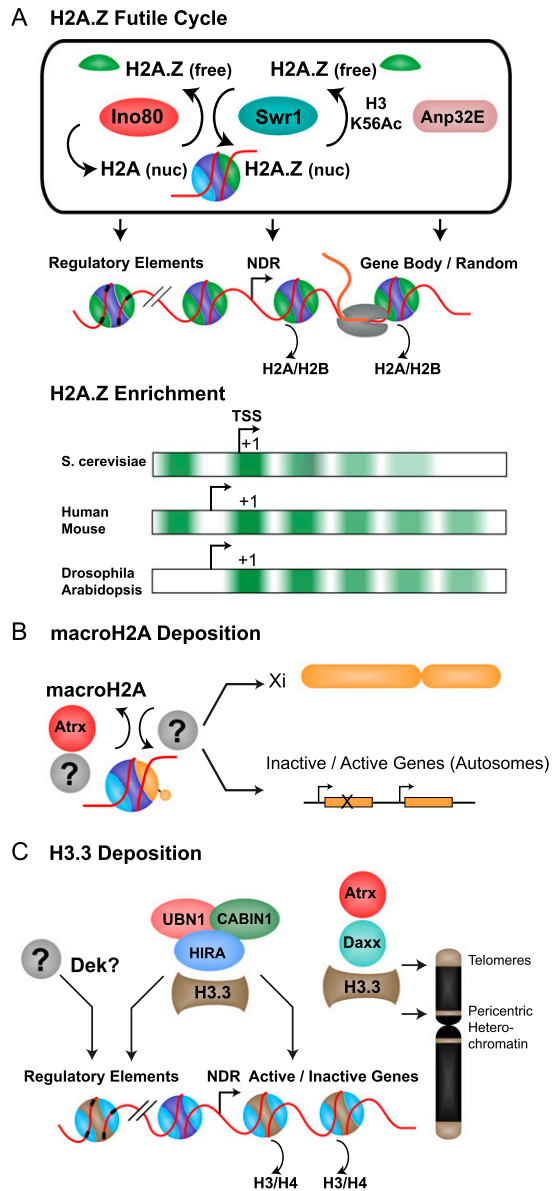 A H2A.Z Futile Cycle
H2A.Z (free)
H2A.Z (free)
Ino80
Swr1
H3
K56Ac
Anp32E
H2A (nuc)
H2A.Z (nuc)
Regulatory Elements
NDR
Gene Body / Random
H2A/H2B
H2A/H2B
H2A.Z Enrichment
TSS
+1
S. cerevisiae
+1
Human
Mouse
+1
Drosophila
Arabidopsis
B macroH2A Deposition
macroH2A
Xi
Atrx
?
?
Inactive / Active Genes (Autosomes)
X
C H3.3 Deposition
UBN1
CABIN1
HIRA
H3.3
Atrx
Daxx
H3.3
?
Dek?
Telomeres
Pericentric
Hetero-
chromatin
Regulatory Elements
NDR
Active / Inactive Genes
H3/H4
H3/H4